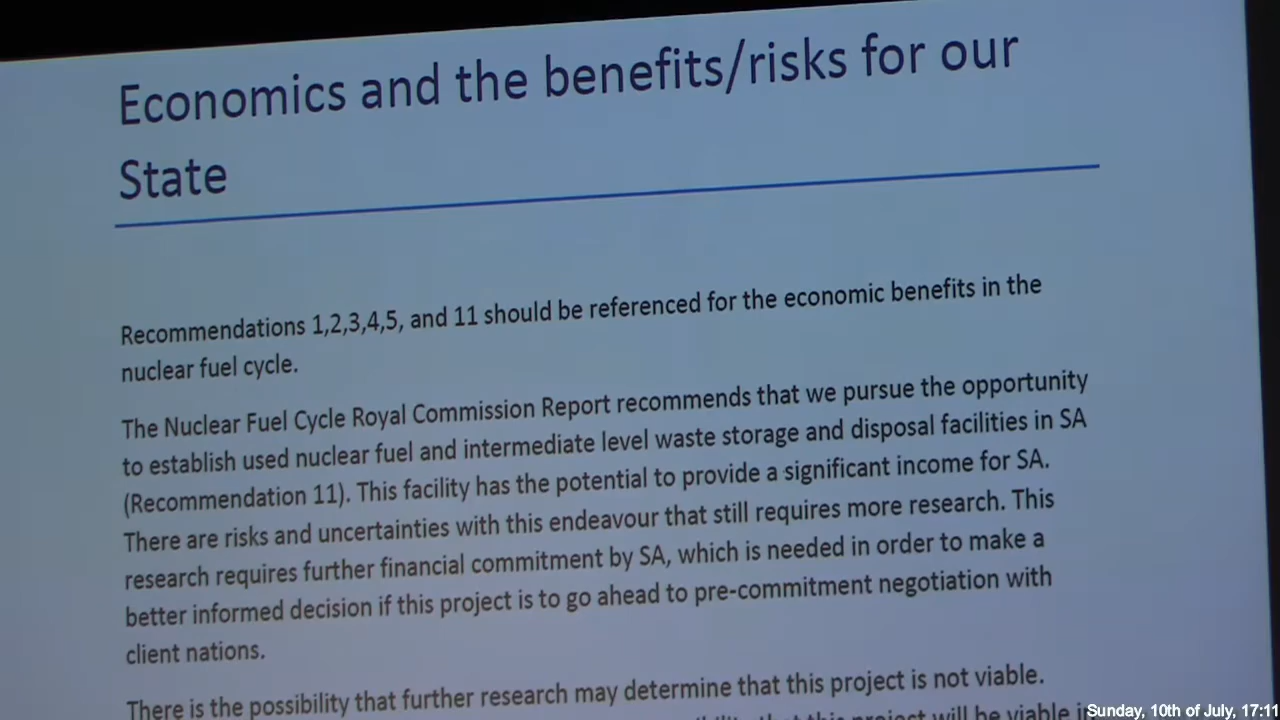 Economics and the benefits/risks for our
State
Recommendations 1,2,3,4,5, and 11 should be referenced for the economic benefits in the
nuclear fuel cycle.
The Nuclear Fuel Cycle Royal Commission Report recommends that we pursue the opportunity
to establish used nuclear fuel and intermediate level waste storage and disposal facilities in SA
(Recommendation 11). This facility has the potential to provide a significant income for SA.
There are risks and uncertainties with this endeavour that still requires more research. This
research requires further financial commitment by SA, which is needed in order to make a
better informed decision if this project is to go ahead to pre-commitment negotiation with
client nations.
There is the possibility that further research may determine that this project is not viable.
that this project will be viable
Sunday, 10th of July, 17:11